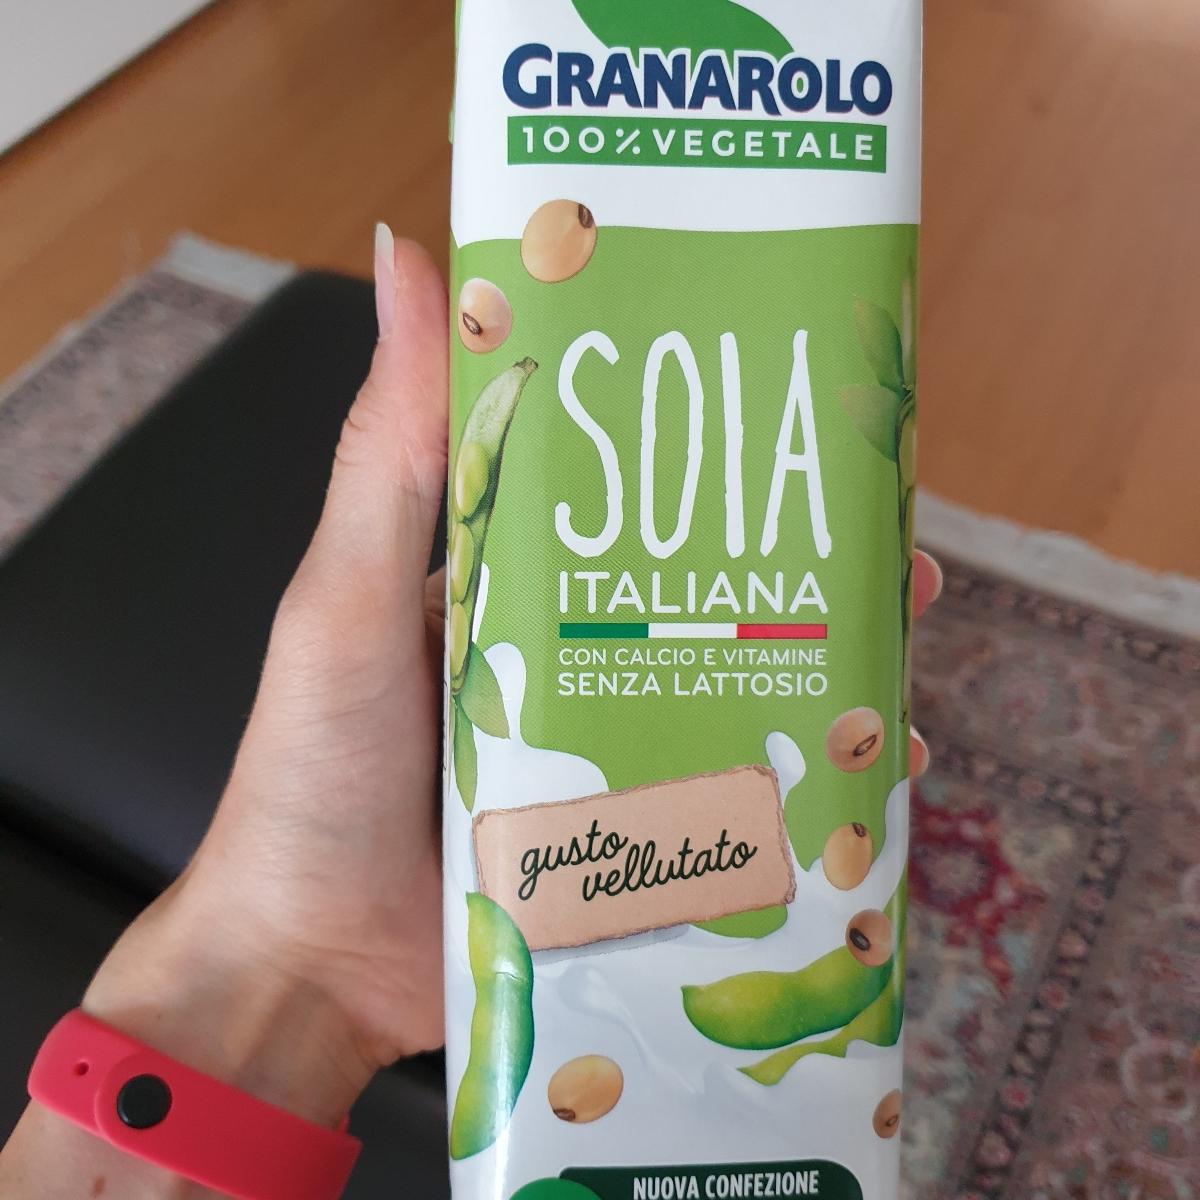 GRANAROLO
100% VEGETALE
SOIA
ITALIANA
CON CALCIO E VITAMINE
SENZA LATTOSIO
gusto
vellutato
NUOVA CONFEZIONE